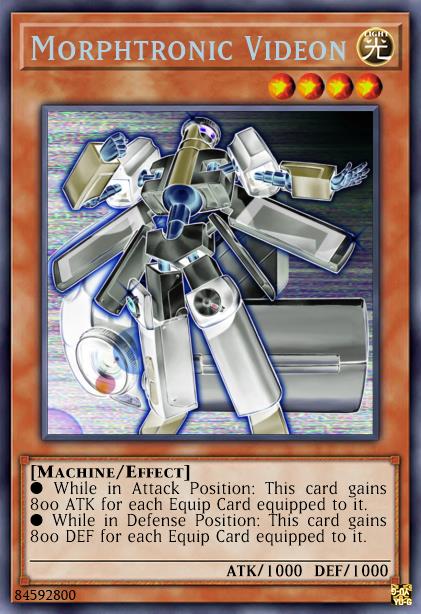 MORPHTRONIC VIDEON
LIGHT
光
[MACHINE/EFFECT]
● While in Attack Position: This card gains
800 ATK for each Equip Card equipped to it.
● While in Defense Position: This card gains
800 DEF for each Equip Card equipped to it.
ATK/1000 DEF/1000
84592800